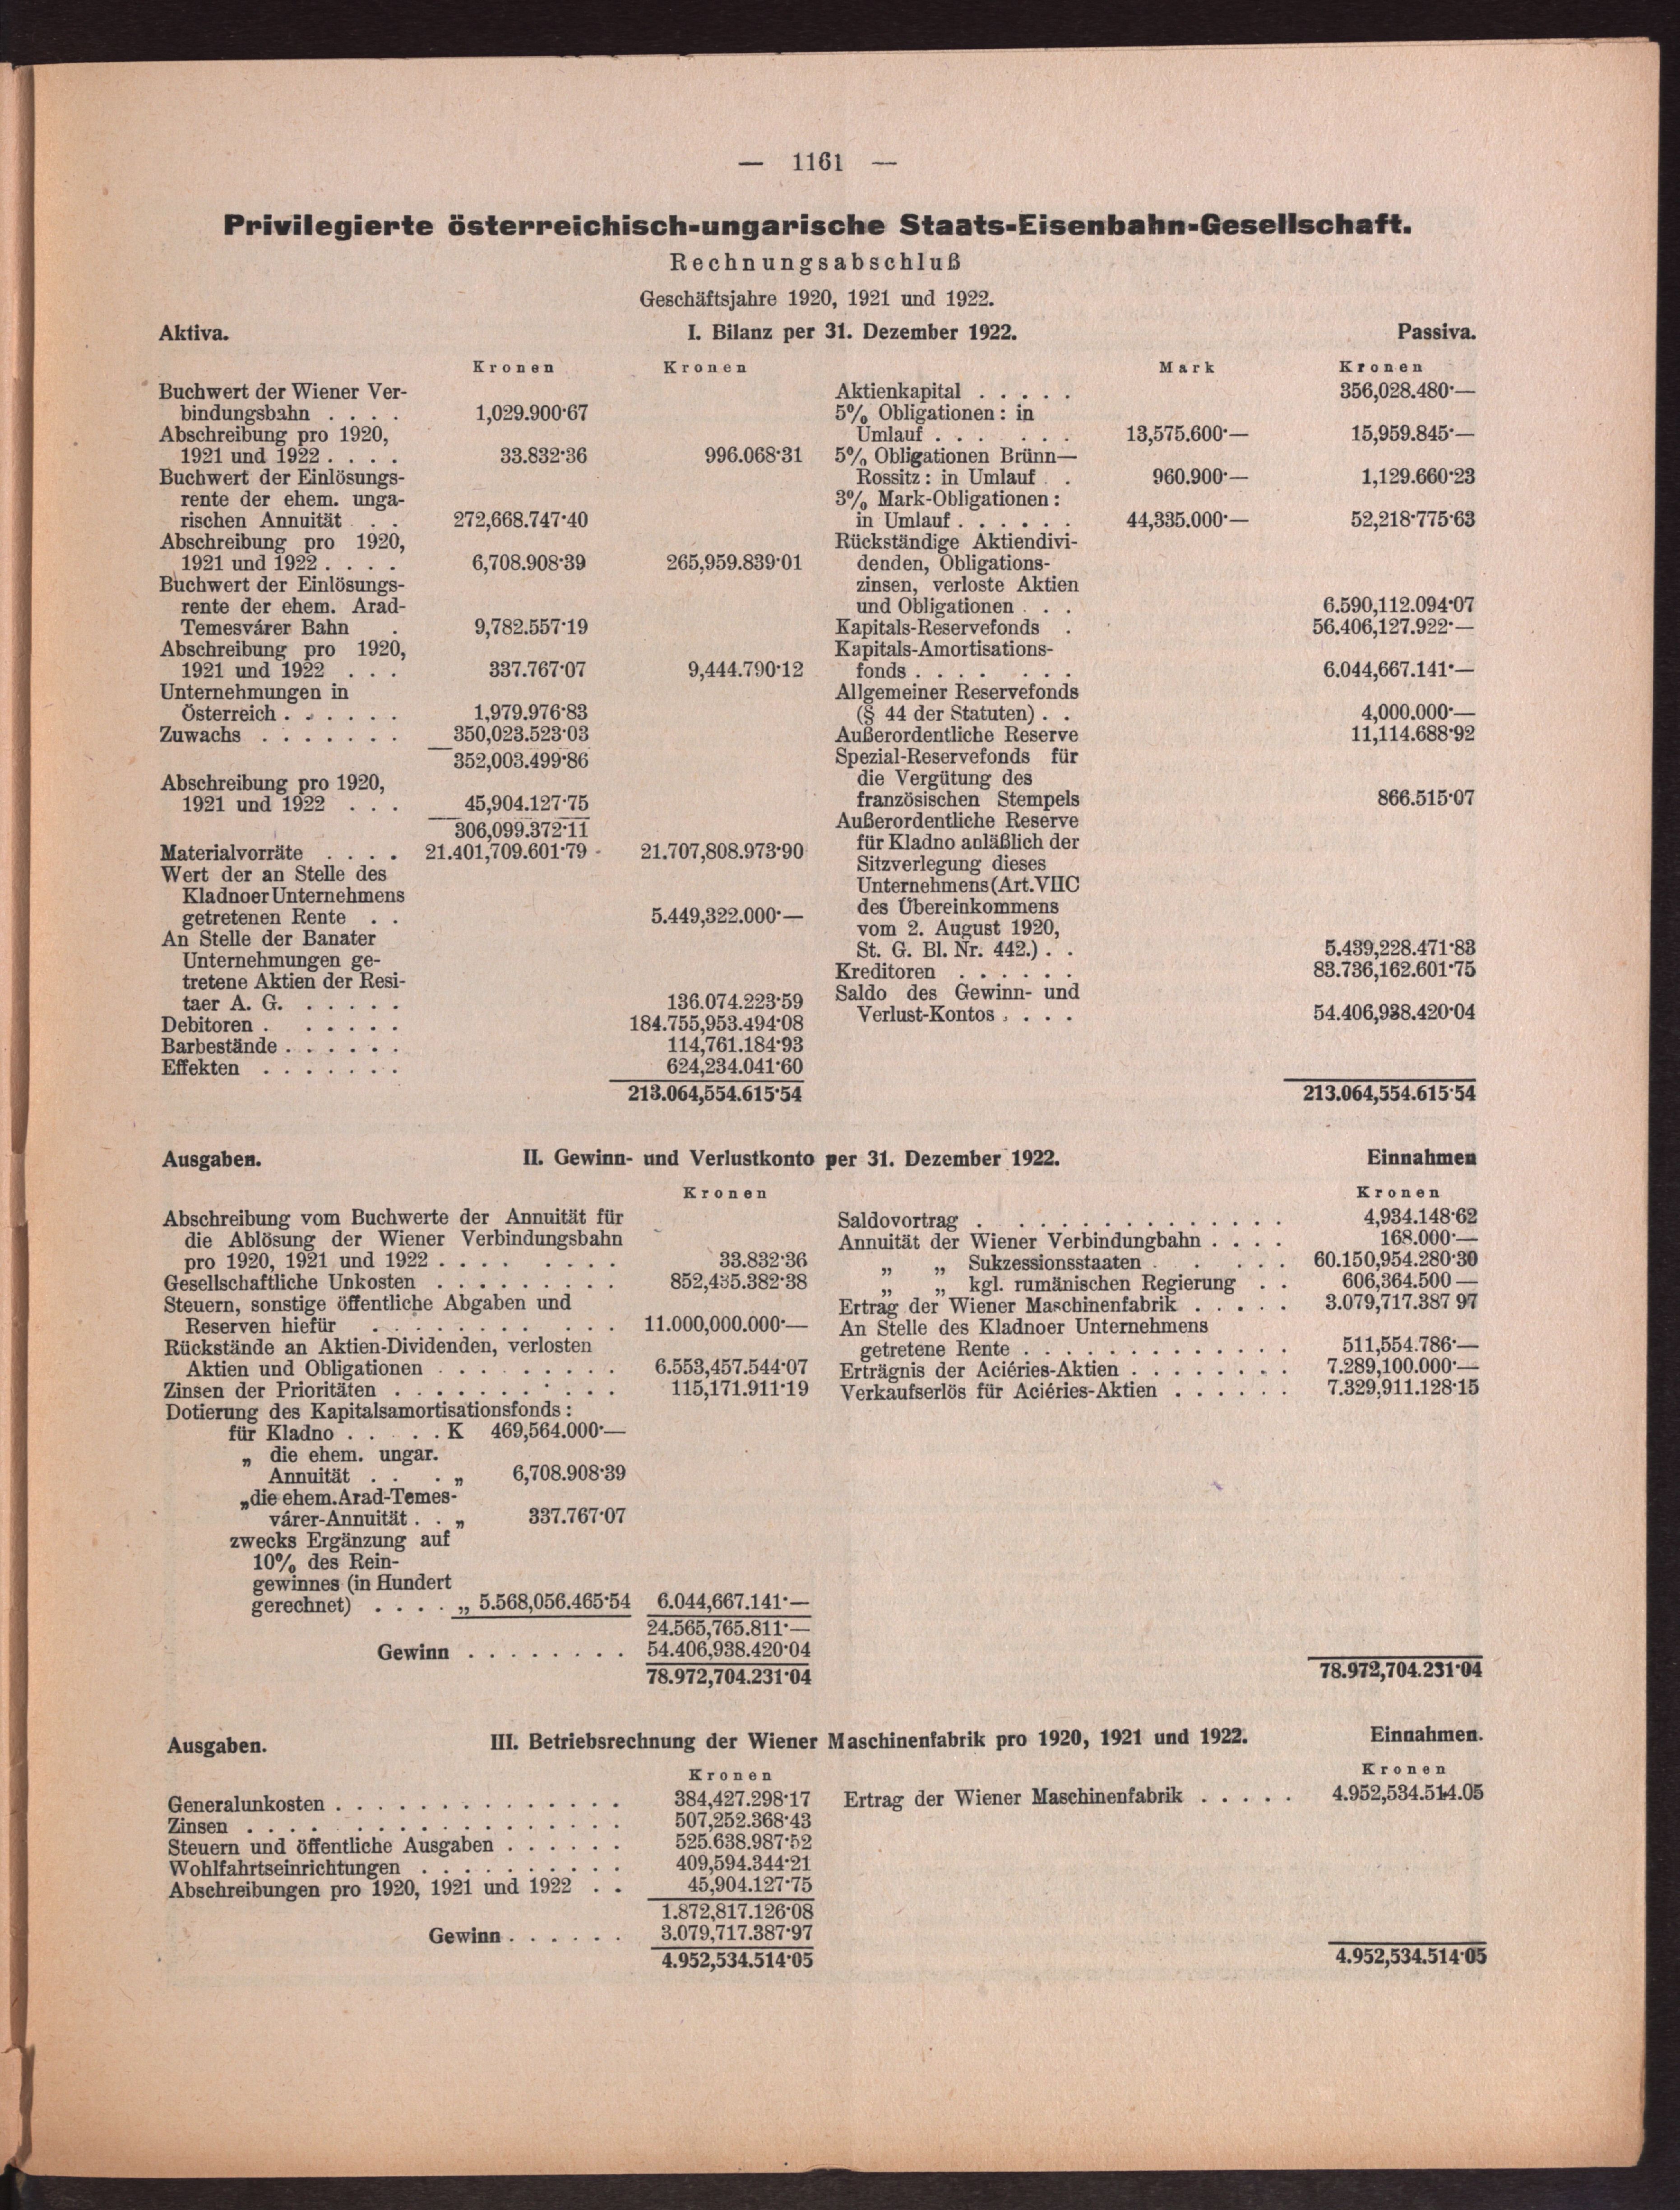 — 1161 —
Privilegierte österreichisch-ungarische Staats-Eisenbahn-Gesellschaft.
Rechnungsabschluß
Geschäftsjahre 1920, 1921 und 1922.
Aktiva. I. Bilanz per 31. Dezember 1922. Passiva.
Kronen Kronen
Buchwert der Wiener Ver-
bindungsbahn . . . . 1,029.900·67
Abschreibung pro 1920,
1921 und 1922 . . . . 33.832·36 996.068·31
Buchwert der Einlösungs-
rente der ehem. unga-
rischen Annuität . . 272,668.747·40
Abschreibung pro 1920,
1921 und 1922 . . . . 6,708.908·39 265,959.839·01
Buchwert der Einlösungs-
rente der ehem. Arad-
Temesvárer Bahn . 9,782.557·19
Abschreibung pro 1920,
1921 und 1922 . . . 337.767·07 9,444.790·12
Unternehmungen in
Österreich . . . . . . 1,979.976·83
Zuwachs . . . . . . . 350,023.523·03
352,003.499·86
Abschreibung pro 1920,
1921 und 1922 . . . 45,904.127·75
306,099.372·11
Materialvorräte . . . . 21.401,709.601·79 21.707,808.973·90
Wert der an Stelle des
Kladnoer Unternehmens
getretenen Rente . . 5.449,322.000·—
An Stelle der Banater
Unternehmungen ge-
tretene Aktien der Resi-
taer A. G. . . . . . 136.074.223·59
Debitoren . . . . . . 184.755,953.494·08
Barbestände . . . . . . 114,761.184·93
Effekten . . . . . . . 624,234.041·60
213.064,554.615·54
Mark Kronen
Aktienkapital . . . . . 356,028.480·—
5% Obligationen: in
Umlauf . . . . . . 13,575.600·— 15,959.845·—
5% Obligationen Brünn—
Rossitz: in Umlauf . . 960.900·— 1,129.660·23
3% Mark-Obligationen:
in Umlauf . . . . . . 44,335.000·— 52,218·775·63
Rückständige Aktiendivi-
denden, Obligations-
zinsen, verloste Aktien
und Obligationen . . . 6.590,112.094·07
Kapitals-Reservefonds . 56.406,127.922·—
Kapitals-Amortisations-
fonds . . . . . . . 6.044,667.141·—
Allgemeiner Reservefonds
(§ 44 der Statuten) . . 4,000.000·—
Außerordentliche Reserve 11,114.688·92
Spezial-Reservefonds für
die Vergütung des
französischen Stempels 866.515·07
Außerordentliche Reserve
für Kladno anläßlich der
Sitzverlegung dieses
Unternehmens (Art. VIIC
des Übereinkommens
vom 2. August 1920,
St. G. Bl. Nr. 442.) . . 5.439,228.471·83
Kreditoren . . . . . . 83.736,162.601·75
Saldo des Gewinn- und
Verlust-Kontos . . . . 54.406,938.420·04
213.064,554.615·54
Ausgaben. II. Gewinn- und Verlustkonto per 31. Dezember 1922. Einnahmen
Kronen
Abschreibung vom Buchwerte der Annuität für
die Ablösung der Wiener Verbindungsbahn
pro 1920, 1921 und 1922 . . . . . . . . 33.832·36
Gesellschaftliche Unkosten . . . . . . . . . 852,435.382·38
Steuern, sonstige öffentliche Abgaben und
Reserven hiefür . . . . . . . . . . 11.000,000.000·—
Rückstände an Aktien-Dividenden, verlosten
Aktien und Obligationen . . . . . . . . . 6.553,457.544·07
Zinsen der Prioritäten . . . . . . . . . . . 115,171.911·19
Dotierung des Kapitalsamortisationsfonds:
für Kladno . . . . . K 469,564.000·—
„ die ehem. ungar.
Annuität . . . „ 6,708.908·39
„ die ehem. Arad-Temes-
várer-Annuität . . „ 337.767·07
zwecks Ergänzung auf
10% des Rein-
gewinnes (in Hundert
gerechnet) . . . . „ 5.568,056.465·54 6.044,667.141·—
24.565,765.811·—
Gewinn . . . . . . . . 54.406,938.420·04
78.972,704.231·04
Kronen
Saldovortrag . . . . . . . . . . . . . . 4,934.148·62
Annuität der Wiener Verbindungbahn . . . . 168.000·—
„ „ Sukzessionsstaaten . . . . . 60.150,954.280·30
„ „ kgl. rumänischen Regierung . . 606,364.500 —
Ertrag der Wiener Maschinenfabrik . . . . . 3.079,717.387 97
An Stelle des Kladnoer Unternehmens
getretene Rente . . . . . . . . . . . . . 511,554.786·—
Erträgnis der Aciéries-Aktien . . . . . . . . 7.289,100.000·—
Verkaufserlös für Aciéries-Aktien . . . . . . 7.329,911.128·15
78.972,704.231·04
Ausgaben. III. Betriebsrechnung der Wiener Maschinenfabrik pro 1920, 1921 und 1922. Einnahmen.
Kronen Kronen
Generalunkosten . . . . . . . . . . . . . . 384,427.298·17 Ertrag der Wiener Maschinenfabrik . . . . . 4.952,534.514.05
Zinsen . . . . . . . . . . . . . . . . . . 507,252.368·43
Steuern und öffentliche Ausgaben . . . . . . 525.638.987·52
Wohlfahrtseinrichtungen . . . . . . . . . . 409,594.344·21
Abschreibungen pro 1920, 1921 und 1922 . . 45,904.127·75
1.872,817.126·08
Gewinn . . . . . . 3.079,717.387·97
4.952,534.514·05 4.952,534.514·05